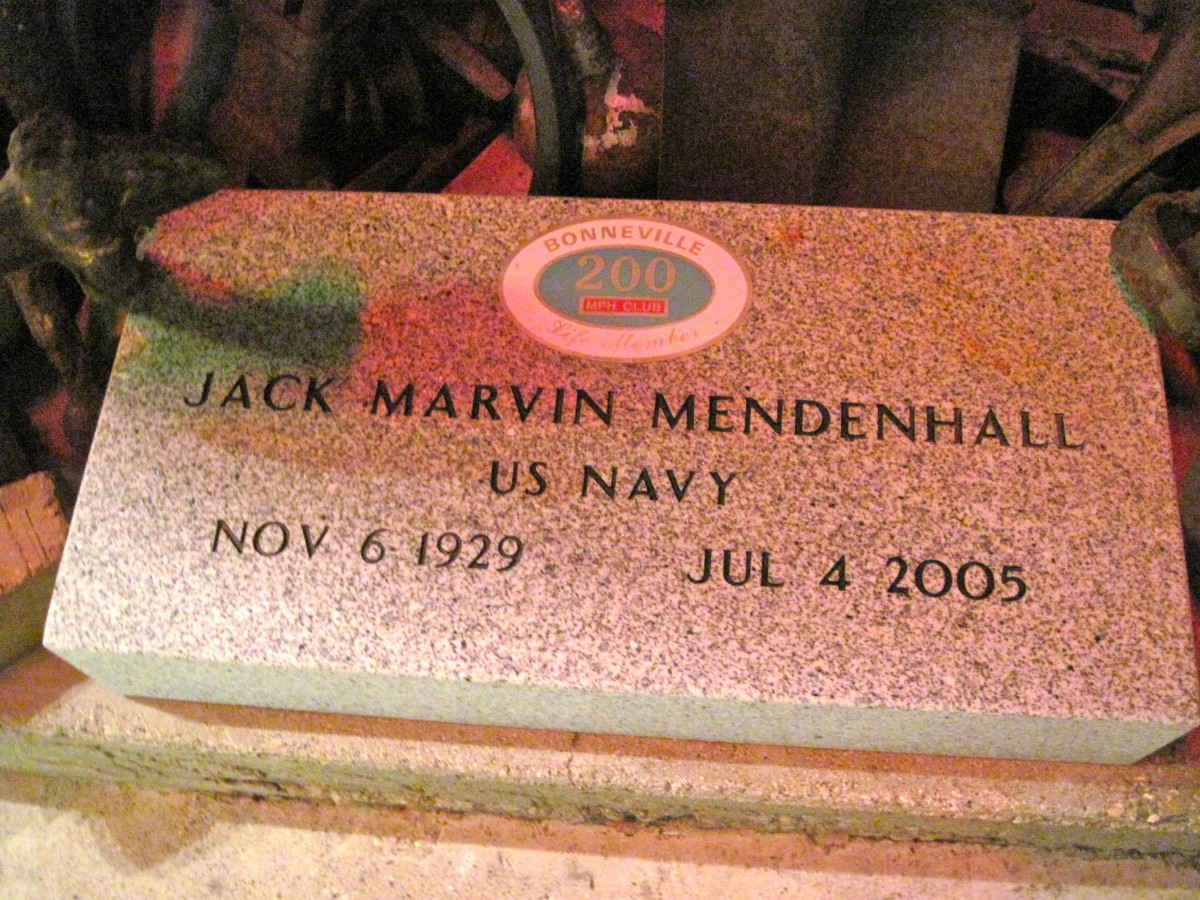 BONNEVILLE
200
MPH CLUB
Life Member
JACK MARVIN MENDENHALL
US NAVY
NOV 6 1929 JUL 4 2005